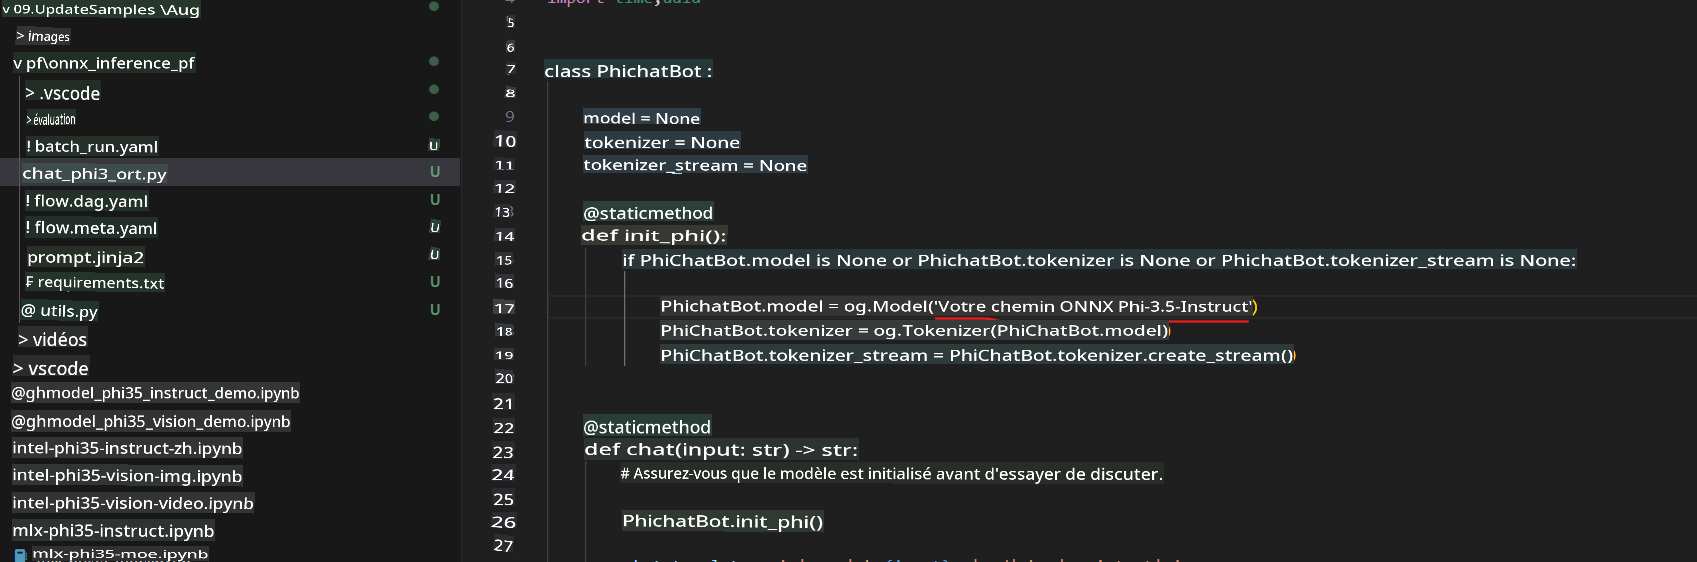 v 09.UpdateSamples \Aug
> images
v pf\onnx_inference_pf
> .vscode
> évaluation
! batch_run.yaml U
chat_phi3_ort.py U
! flow.dag.yaml U
! flow.meta.yaml U
prompt.jinja2 U
requirements.txt U
@ utils.py U
> vidéos
> vscode
@ghmodel_phi35_instruct_demo.ipynb
@ghmodel_phi35_vision_demo.ipynb
intel-phi35-instruct-zh.ipynb
intel-phi35-vision-img.ipynb
intel-phi35-vision-video.ipynb
mlx-phi35-instruct.ipynb
mlx-phi35-moe.ipynb
import time,uuid
5
6
7 class PhichatBot :
8
9 model = None
10 tokenizer = None
11 tokenizer_stream = None
12
13 @staticmethod
14 def init_phi():
15 if PhiChatBot.model is None or PhichatBot.tokenizer is None or PhichatBot.tokenizer_stream is None:
16
17 PhichatBot.model = og.Model('Votre chemin ONNX Phi-3.5-Instruct')
18 PhiChatBot.tokenizer = og.Tokenizer(PhiChatBot.model)
19 PhiChatBot.tokenizer_stream = PhiChatBot.tokenizer.create_stream()
20
21
22 @staticmethod
23 def chat(input: str) -> str:
24 # Assurez-vous que le modèle est initialisé avant d'essayer de discuter.
25
26 PhichatBot.init_phi()
27